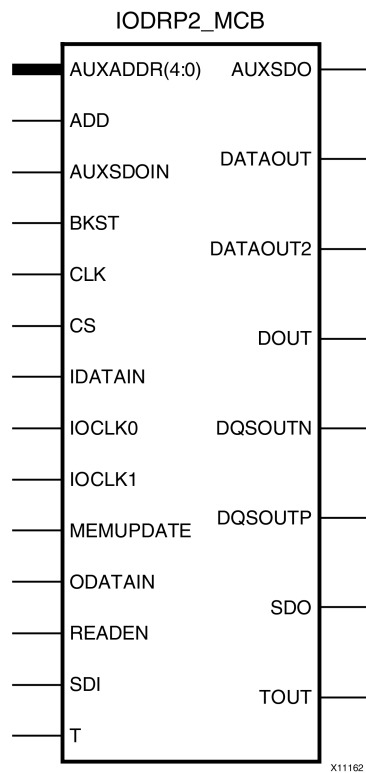 IODRP2_MCB
AUXADDR(4:0) AUXSDO
ADD
DATAOUT
AUXSDOIN
BKST
DATAOUT2
CLK
CS
DOUT
IDATAIN
IOCLK0 DQSOUTN
IOCLK1
DQSOUTP
MEMUPDATE
ODATAIN
SDO
READEN
SDI
TOUT
T
X11162